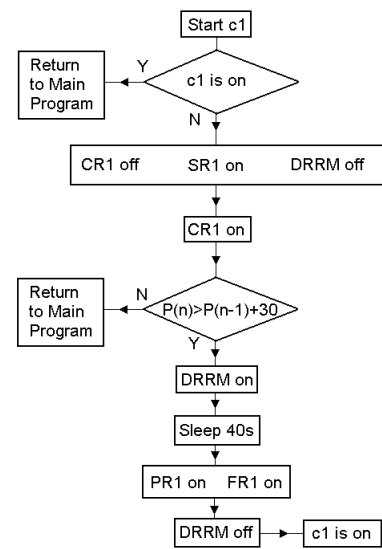 Start c1
Return
to Main
Program
Y
c1 is on
N
CR1 off SR1 on DRRM off
CR1 on
Return
to Main
Program
N
P(n)>P(n-1)+30
Y
DRRM on
Sleep 40s
PR1 on FR1 on
DRRM off
c1 is on